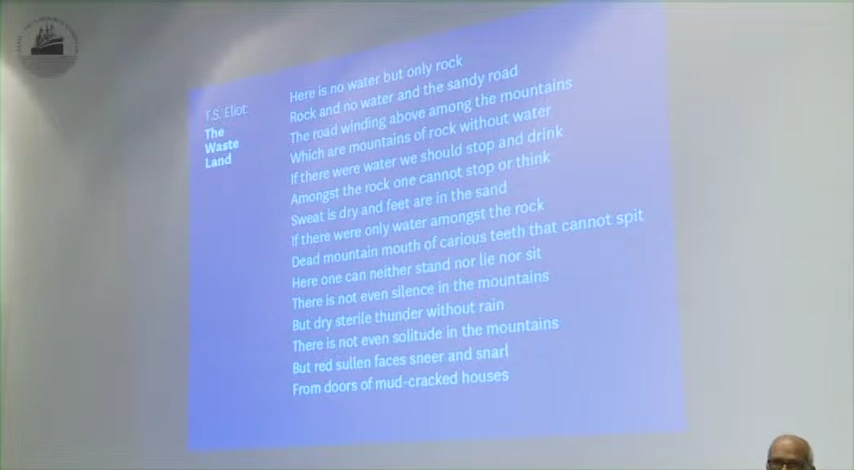 T.S. Eliot:
The
Waste
Land
Here is no water but only rock
Rock and no water and the sandy road
The road winding above among the mountains
Which are mountains of rock without water
If there were water we should stop and drink
Amongst the rock one cannot stop or think
Sweat is dry and feet are in the sand
If there were only water amongst the rock
Dead mountain mouth of carious teeth that cannot spit
Here one can neither stand nor lie nor sit
There is not even silence in the mountains
But dry sterile thunder without rain
There is not even solitude in the mountains
But red sullen faces sneer and snarl
From doors of mud-cracked houses